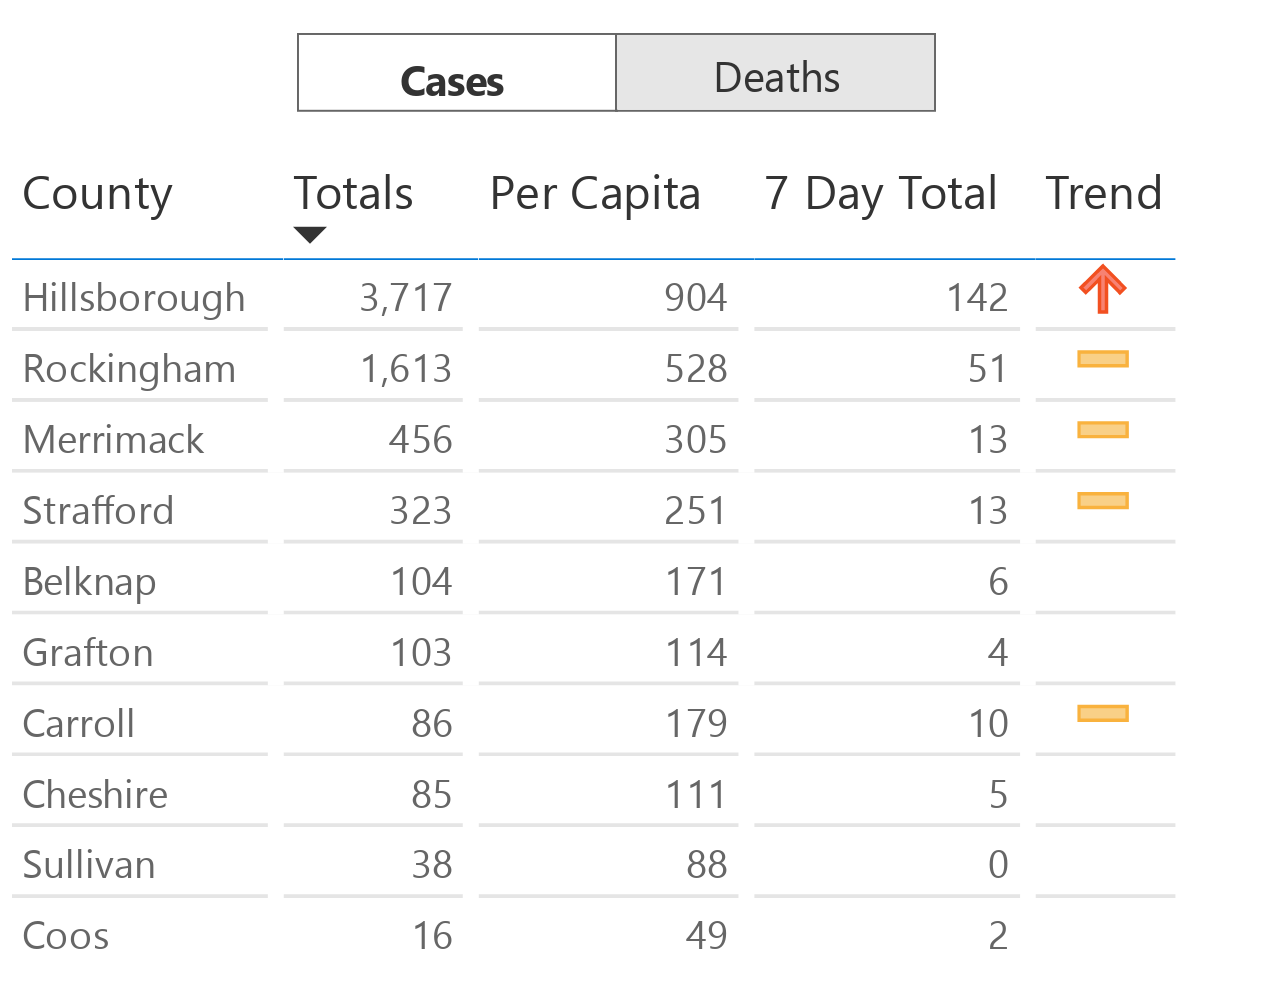 Cases Deaths
County Totals Per Capita 7 Day Total Trend
Hillsborough 3,717 904 142
Rockingham 1,613 528 51
Merrimack 456 305 13
Strafford 323 251 13
Belknap 104 171 6
Grafton 103 114 4
Carroll 86 179 10
Cheshire 85 111 5
Sullivan 38 88 0
Coos 16 49 2